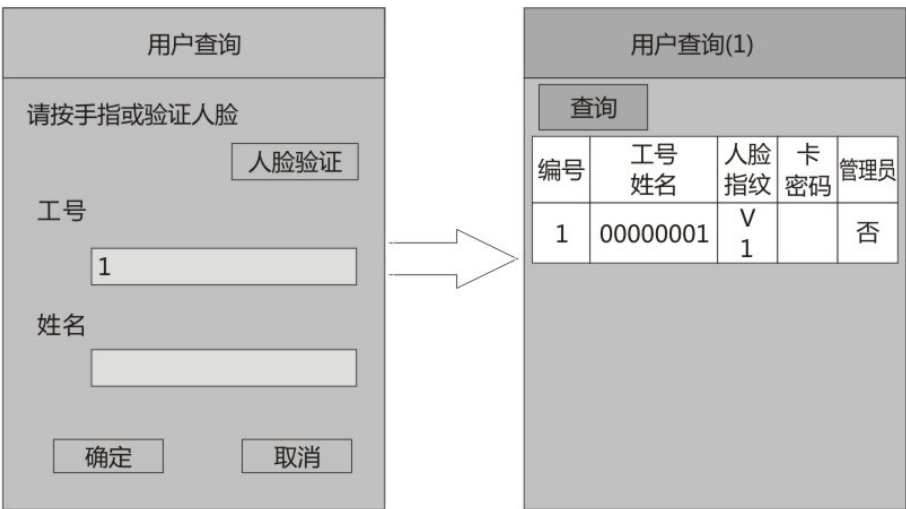 用户查询
请按手指或验证人脸
人脸验证
工号
1
姓名
确定
取消
用户查询(1)
查询
编号
工号
姓名
人脸
指纹
卡
密码
管理员
1
00000001
V
1
否